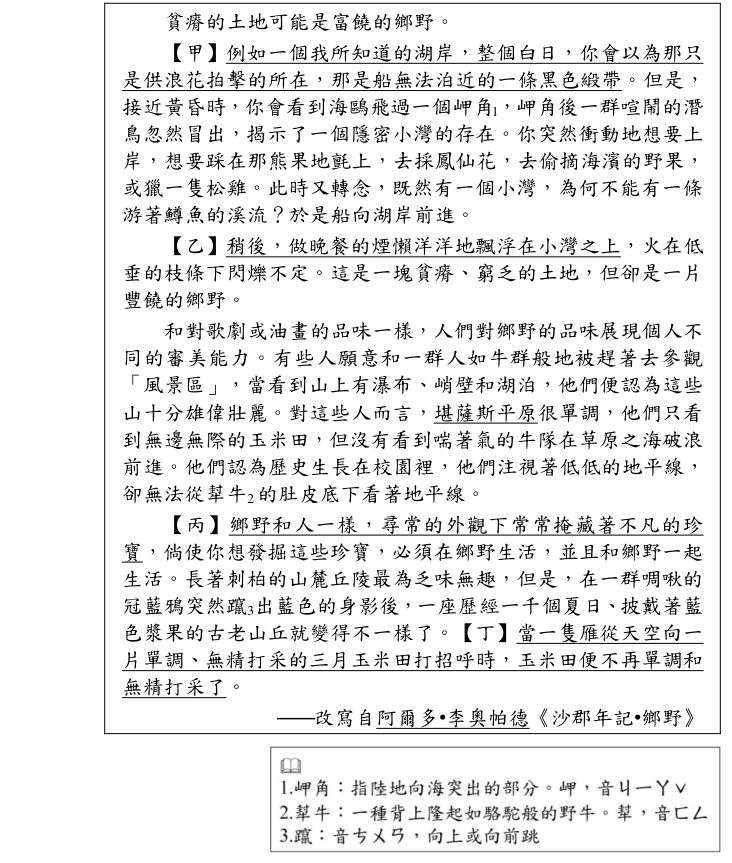 貧瘠的土地可能是富饒的鄉野。
【甲】例如一個我所知道的湖岸,整個白日,你會以為那只
是供浪花拍擊的所在,那是船無法泊近的一條黑色緞帶。但是,
接近黃昏時,你會看到海鷗飛過一個岬角1,岬角後一群喧鬧的潛
鳥忽然冒出,揭示了一個隱密小灣的存在。你突然衝動地想要上
岸,想要踩在那熊果地氈上,去採鳳仙花,去偷摘海濱的野果,
或獵一隻松雞。此時又轉念,既然有一個小灣,為何不能有一條
游著鱒魚的溪流?於是船向湖岸前進。
【乙】稍後,做晚餐的煙懶洋洋地飄浮在小灣之上,火在低
垂的枝條下閃爍不定。這是一塊貧瘠、窮乏的土地,但卻是一片
豐饒的鄉野。
和對歌劇或油畫的品味一樣,人們對鄉野的品味展現個人不
同的審美能力。有些人願意和一群人如牛群般地被趕著去參觀
「風景區」,當看到山上有瀑布、峭壁和湖泊,他們便認為這些
山十分雄偉壯麗。對這些人而言,堪薩斯平原很單調,他們只看
到無邊無際的玉米田,但沒有看到喘著氣的牛隊在草原之海破浪
前進。他們認為歷史生長在校園裡,他們注視著低低的地平線,
卻無法從犎牛2的肚皮底下看著地平線。
【丙】鄉野和人一樣,尋常的外觀下常常掩藏著不凡的珍
寶,倘使你想發掘這些珍寶,必須在鄉野生活,並且和鄉野一起
生活。長著刺柏的山麓丘陵最為乏味無趣,但是,在一群啁啾的
冠藍鴉突然躥3出藍色的身影後,一座歷經一千個夏日、披戴著藍
色漿果的古老山丘就變得不一樣了。【丁】當一隻雁從天空向一
片單調、無精打采的三月玉米田打招呼時,玉米田便不再單調和
無精打采了。
——改寫自阿爾多•李奧帕德《沙郡年記•鄉野》
1.岬角:指陸地向海突出的部分。岬,音ㄐㄧㄚˇ
2.犎牛:一種背上隆起如駱駝般的野牛。犎,音ㄈㄥ
3.躥:音ㄘㄨㄢ,向上或向前跳